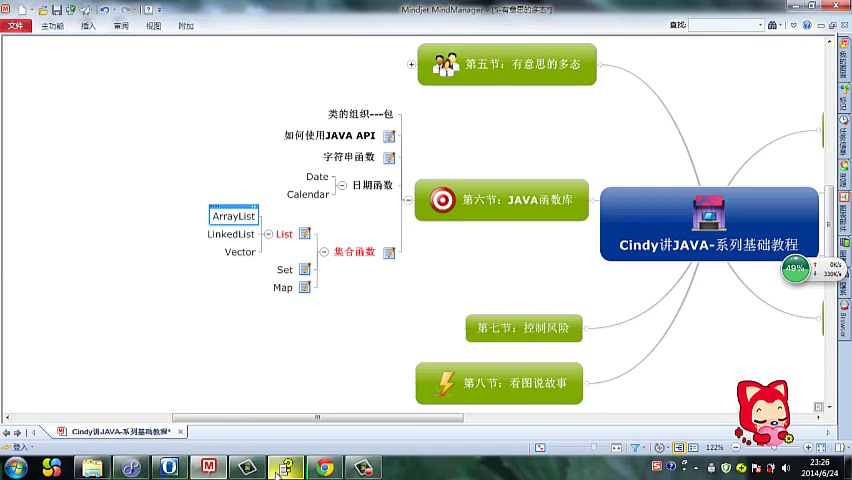 Mindjet MindManager - [5-有意思的多态*]
文件
主功能
插入
审阅
视图
附加
查找:
第五节：有意思的多态
类的组织---包
如何使用JAVA API
字符串函数
Date
日期函数
Calendar
第六节：JAVA函数库
ArrayList
LinkedList
List
Vector
集合函数
Set
Map
Cindy讲JAVA-系列基础教程
49%
0K/s
330K/s
第七节：控制风险
第八节：看图说故事
Browser
Cindy讲JAVA-系列基础教程*
登入
122%
23:26
2014/6/24